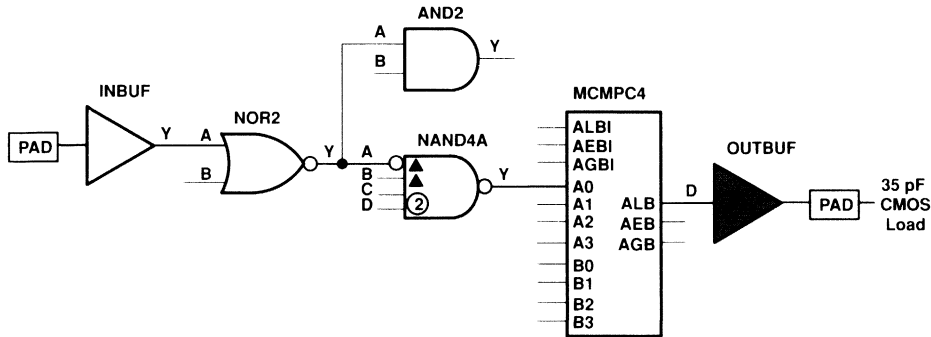 AND2
A
B
Y
INBUF
PAD
Y
NOR2
A
B
Y
NAND4A
A
B
C
D
2
Y
MCMPC4
ALBI
AEBI
AGBI
A0
A1
A2
A3
B0
B1
B2
B3
ALB
AEB
AGB
D
OUTBUF
PAD
35 pF
CMOS
Load